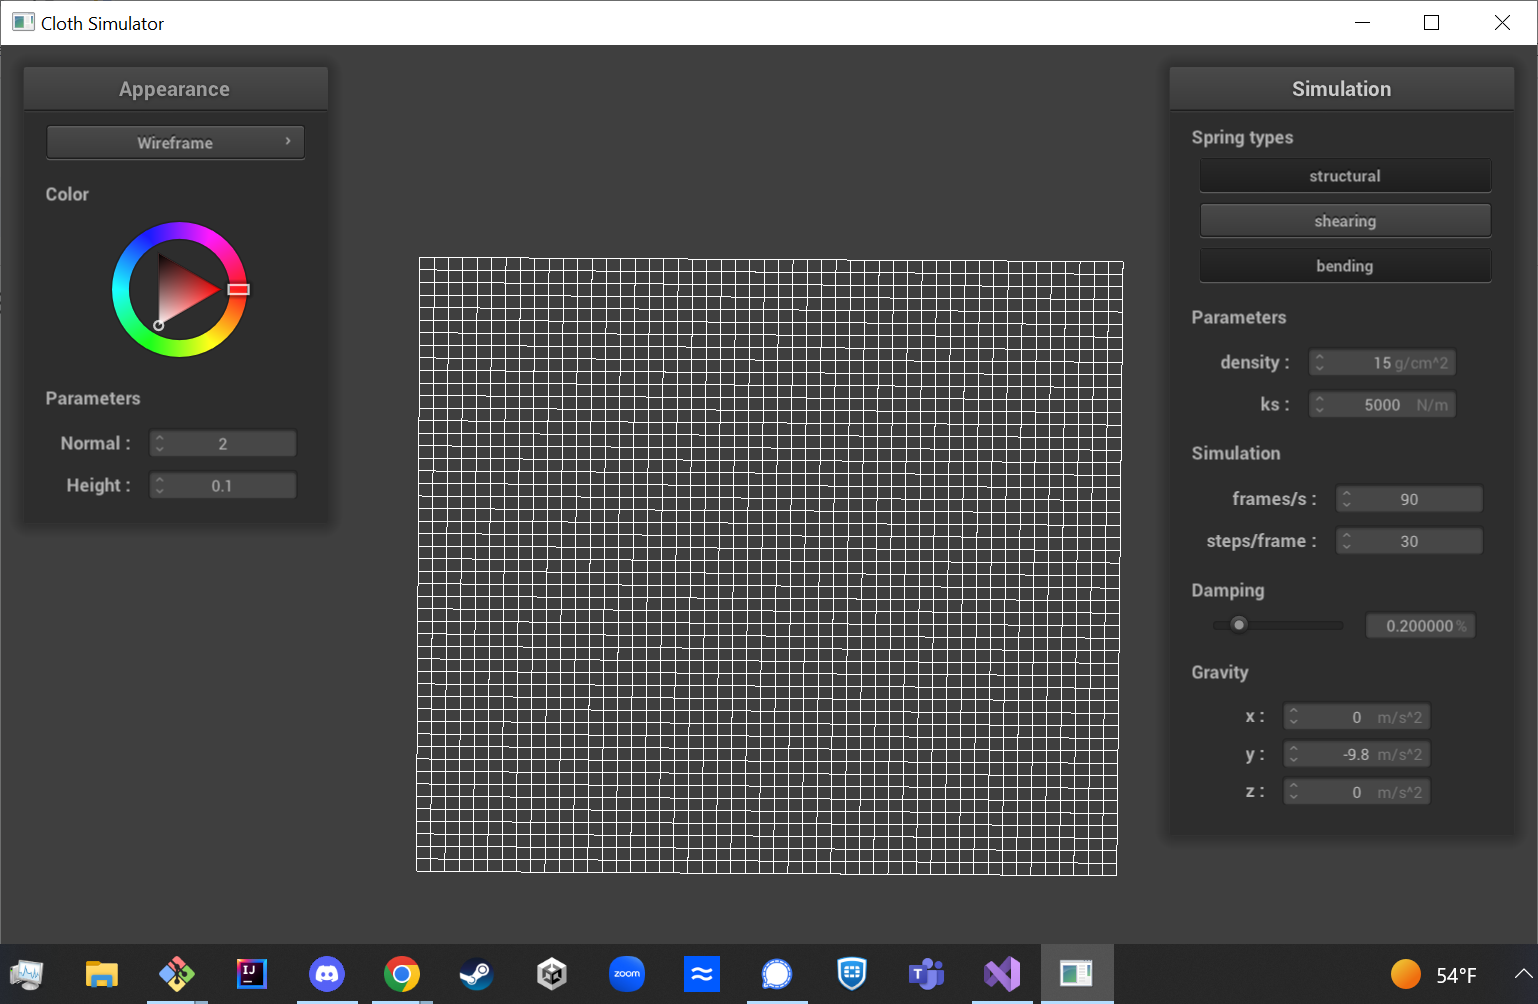 Cloth Simulator
Appearance
Wireframe
Color
Parameters
Normal : 2
Height : 0.1
Simulation
Spring types
structural
shearing
bending
Parameters
density : 15 g/cm^2
ks : 5000 N/m
Simulation
frames/s : 90
steps/frame : 30
Damping
0.200000 %
Gravity
x : 0 m/s^2
y : -9.8 m/s^2
z : 0 m/s^2
IJ
zoom
T
54°F